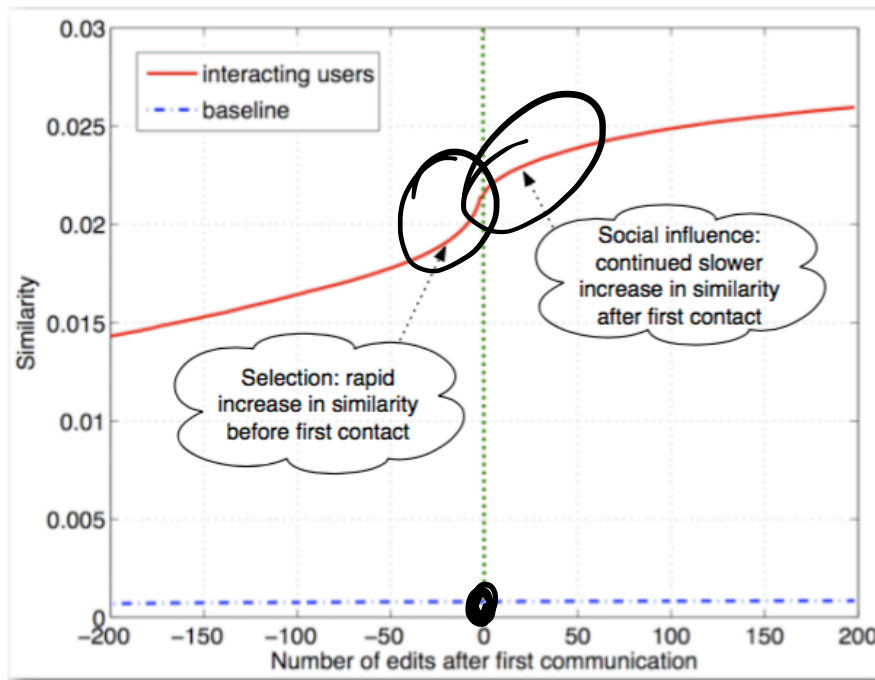 0.03
interacting users
baseline
0.025
0.02
Social influence:
continued slower
increase in similarity
after first contact
Similarity
0.015
Selection: rapid
increase in similarity
before first contact
0.01
0.005
0
−200 −150 −100 −50 0 50 100 150 200
Number of edits after first communication